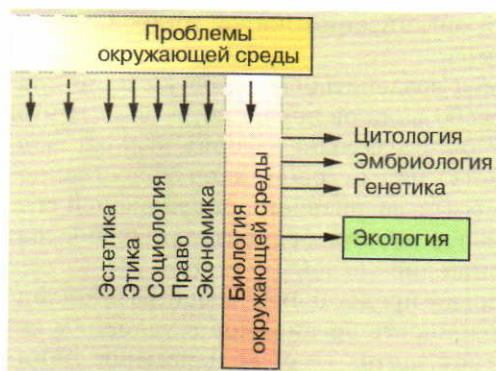 Проблемы
окружающей среды
Эстетика
Этика
Социология
Право
Экономика
Биология
окружающей среды
Цитология
Эмбриология
Генетика
Экология